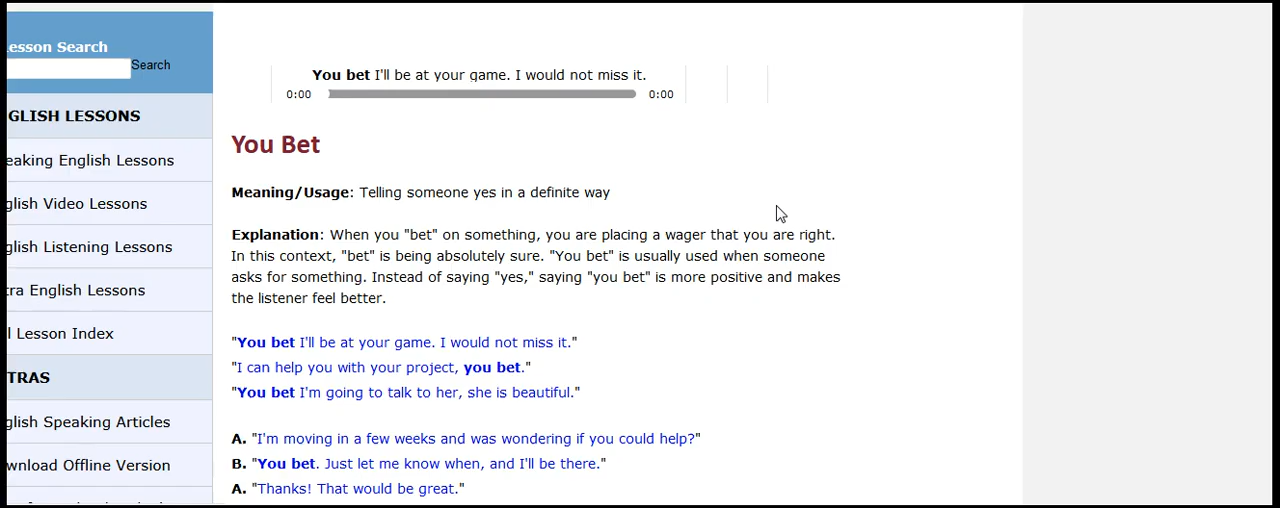 esson Search
Search
GLISH LESSONS
eaking English Lessons
glish Video Lessons
glish Listening Lessons
tra English Lessons
l Lesson Index
TRAS
glish Speaking Articles
wnload Offline Version
You bet I'll be at your game. I would not miss it.
0:00 0:00
You Bet
Meaning/Usage: Telling someone yes in a definite way
Explanation: When you "bet" on something, you are placing a wager that you are right.
In this context, "bet" is being absolutely sure. "You bet" is usually used when someone
asks for something. Instead of saying "yes," saying "you bet" is more positive and makes
the listener feel better.
"You bet I'll be at your game. I would not miss it."
"I can help you with your project, you bet."
"You bet I'm going to talk to her, she is beautiful."
A. "I'm moving in a few weeks and was wondering if you could help?"
B. "You bet. Just let me know when, and I'll be there."
A. "Thanks! That would be great."